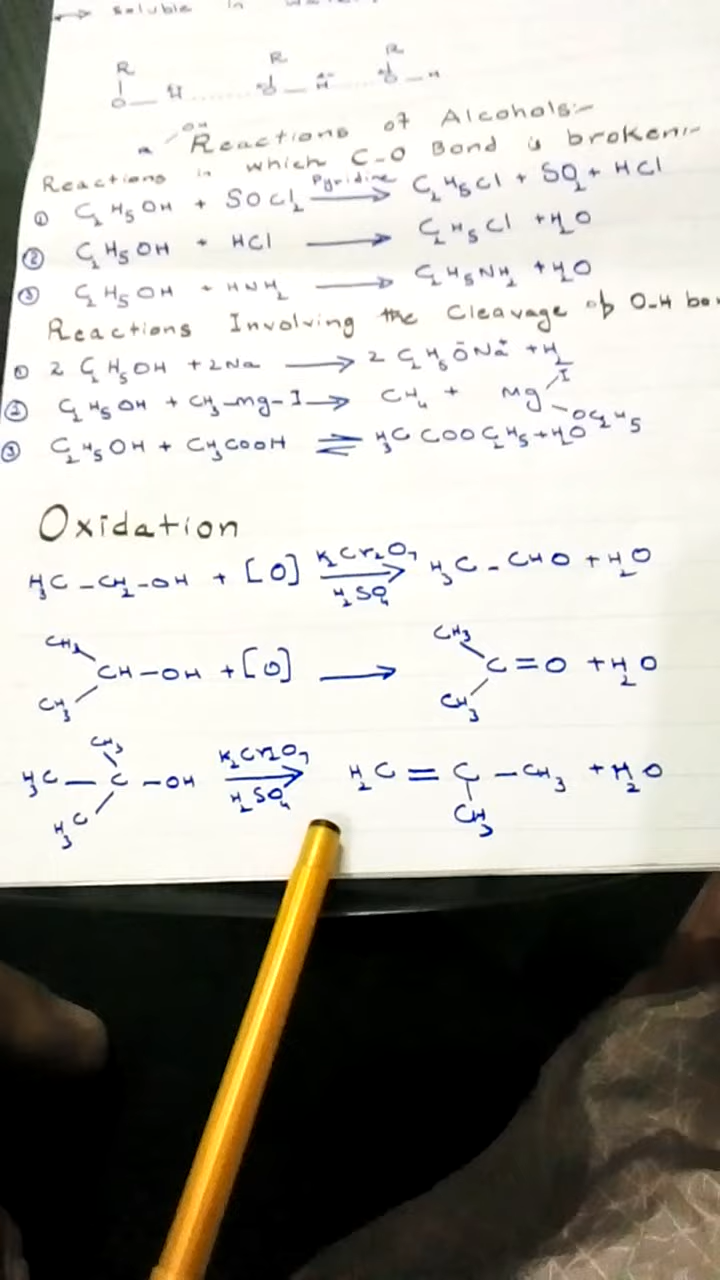 → soluble in
R R R
O — H ........ O — H ........ O — H
Reactions of Alcohols:-
Reactions in which C-O Bond is broken:-
① C₂H₅OH + SOCl₂ —Pyridine→ C₂H₅Cl + SO₂ + HCl
② C₂H₅OH + HCl ⟶ C₂H₅Cl + H₂O
③ C₂H₅OH + HNH₂ ⟶ C₂H₅NH₂ + H₂O
Reactions Involving the Cleavage of O-H
① 2 C₂H₅OH + 2Na ⟶ 2 C₂H₅ŌNa⁺ + H₂
② C₂H₅OH + CH₃-mg-I ⟶ CH₄ + Mg I OC₂H₅
③ C₂H₅OH + CH₃COOH ⇌ H₃C COOC₂H₅ + H₂O
Oxidation
H₃C-CH₂-OH + [O] K₂Cr₂O₇ ⟶ H₂SO₄ H₃C-CHO + H₂O
CH₃ CH₃ CH-OH + [O] ⟶ CH₃ CH₃ C=O + H₂O
H₃C — C — OH CH₃ H₃C K₂Cr2O₇ ⟶ H₂SO₄ H₂C = C — CH₃ + H₂O
CH₃